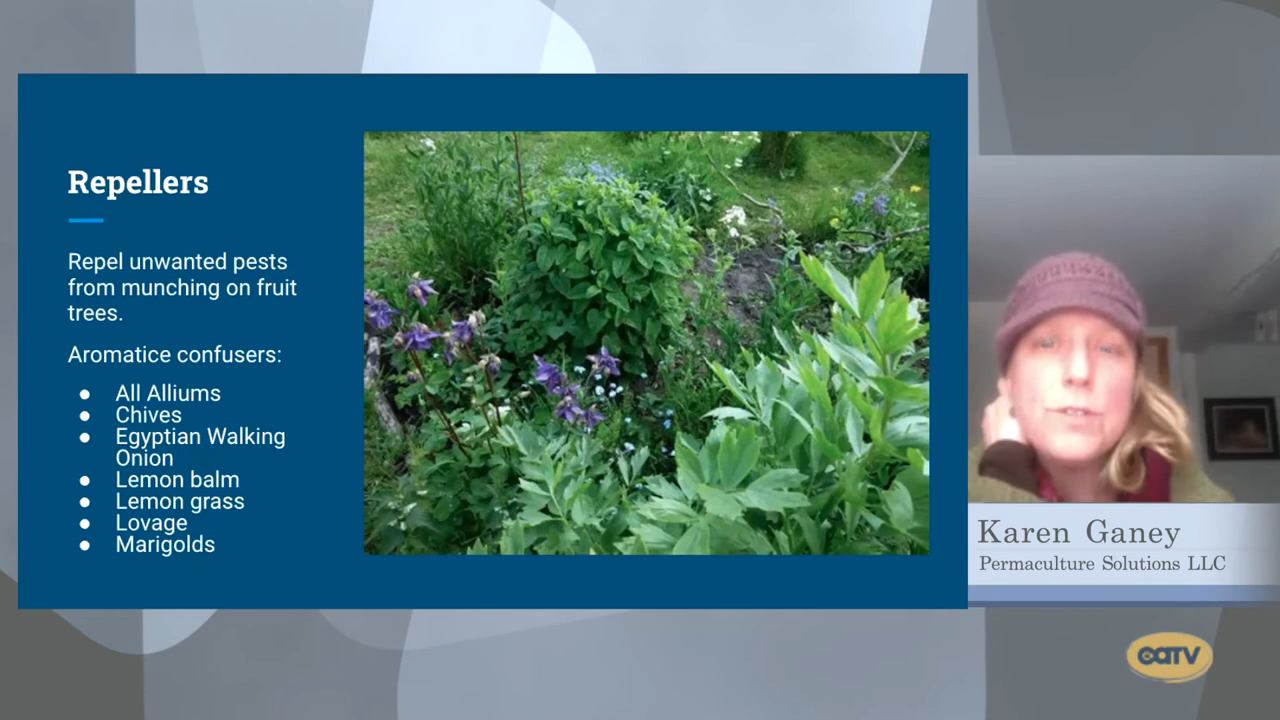 Repellers
Repel unwanted pests
from munching on fruit
trees.
Aromatice confusers:
● All Alliums
● Chives
● Egyptian Walking
Onion
● Lemon balm
● Lemon grass
● Lovage
● Marigolds
Karen Ganey
Permaculture Solutions LLC
CATV